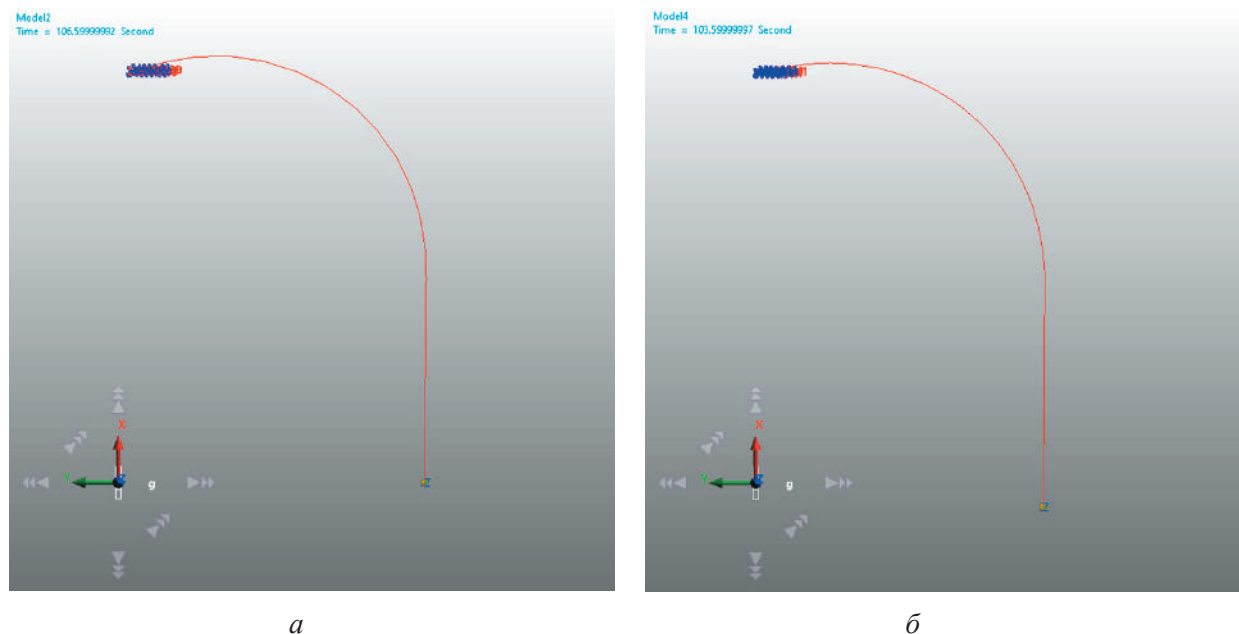 Model2
Time = 106.59999992 Second
X
Y
g
Z
а
Model4
Time = 103.59999997 Second
X
Y
g
Z
б